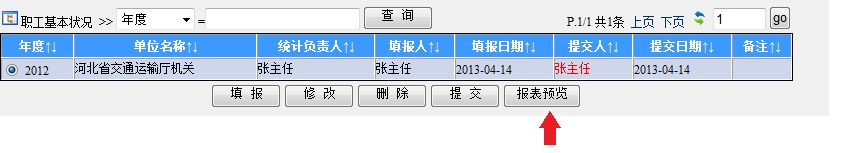 职工基本状况 >> 年度 = 查 询 P.1/1 共1条 上页 下页 1 go
年度↑↓ 单位名称↑↓ 统计负责人↑↓ 填报人↑↓ 填报日期↑↓ 提交人↑↓ 提交日期↑↓ 备注↑↓
2012 河北省交通运输厅机关 张主任 张主任 2013-04-14 张主任 2013-04-14
填 报 修 改 删 除 提 交 报表预览